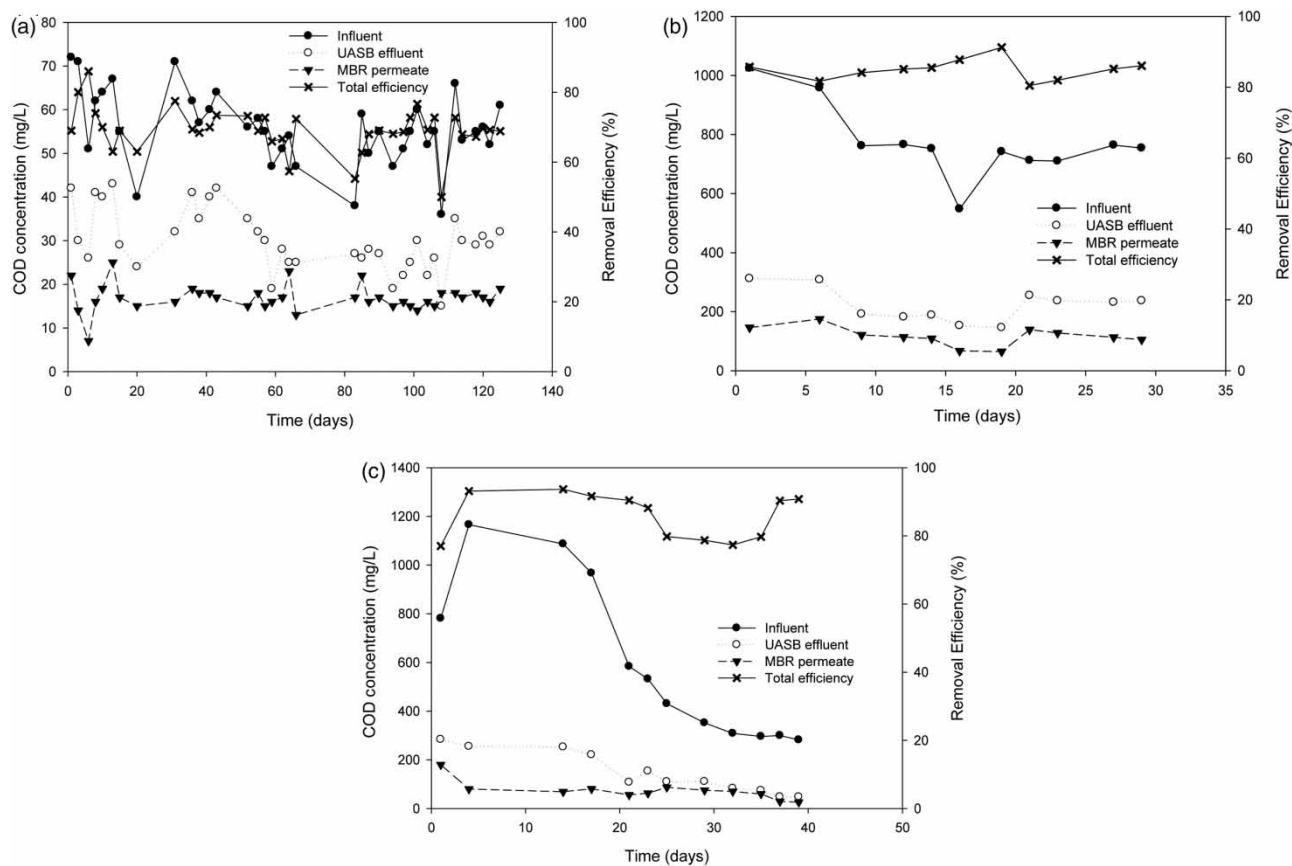 (a)
80
70
60
50
40
30
20
10
0
COD concentration (mg/L)
Influent
UASB effluent
MBR permeate
Total efficiency
100
80
60
40
20
0
Removal Efficiency (%)
0 20 40 60 80 100 120 140
Time (days)
(b)
1200
1000
800
600
400
200
0
COD concentration (mg/L)
Influent
UASB effluent
MBR permeate
Total efficiency
100
80
60
40
20
0
Removal Efficiency (%)
0 5 10 15 20 25 30 35
Time (days)
(c)
1400
1200
1000
800
600
400
200
0
COD concentration (mg/L)
Influent
UASB effluent
MBR permeate
Total efficiency
100
80
60
40
20
0
Removal Efficiency (%)
0 10 20 30 40 50
Time (days)